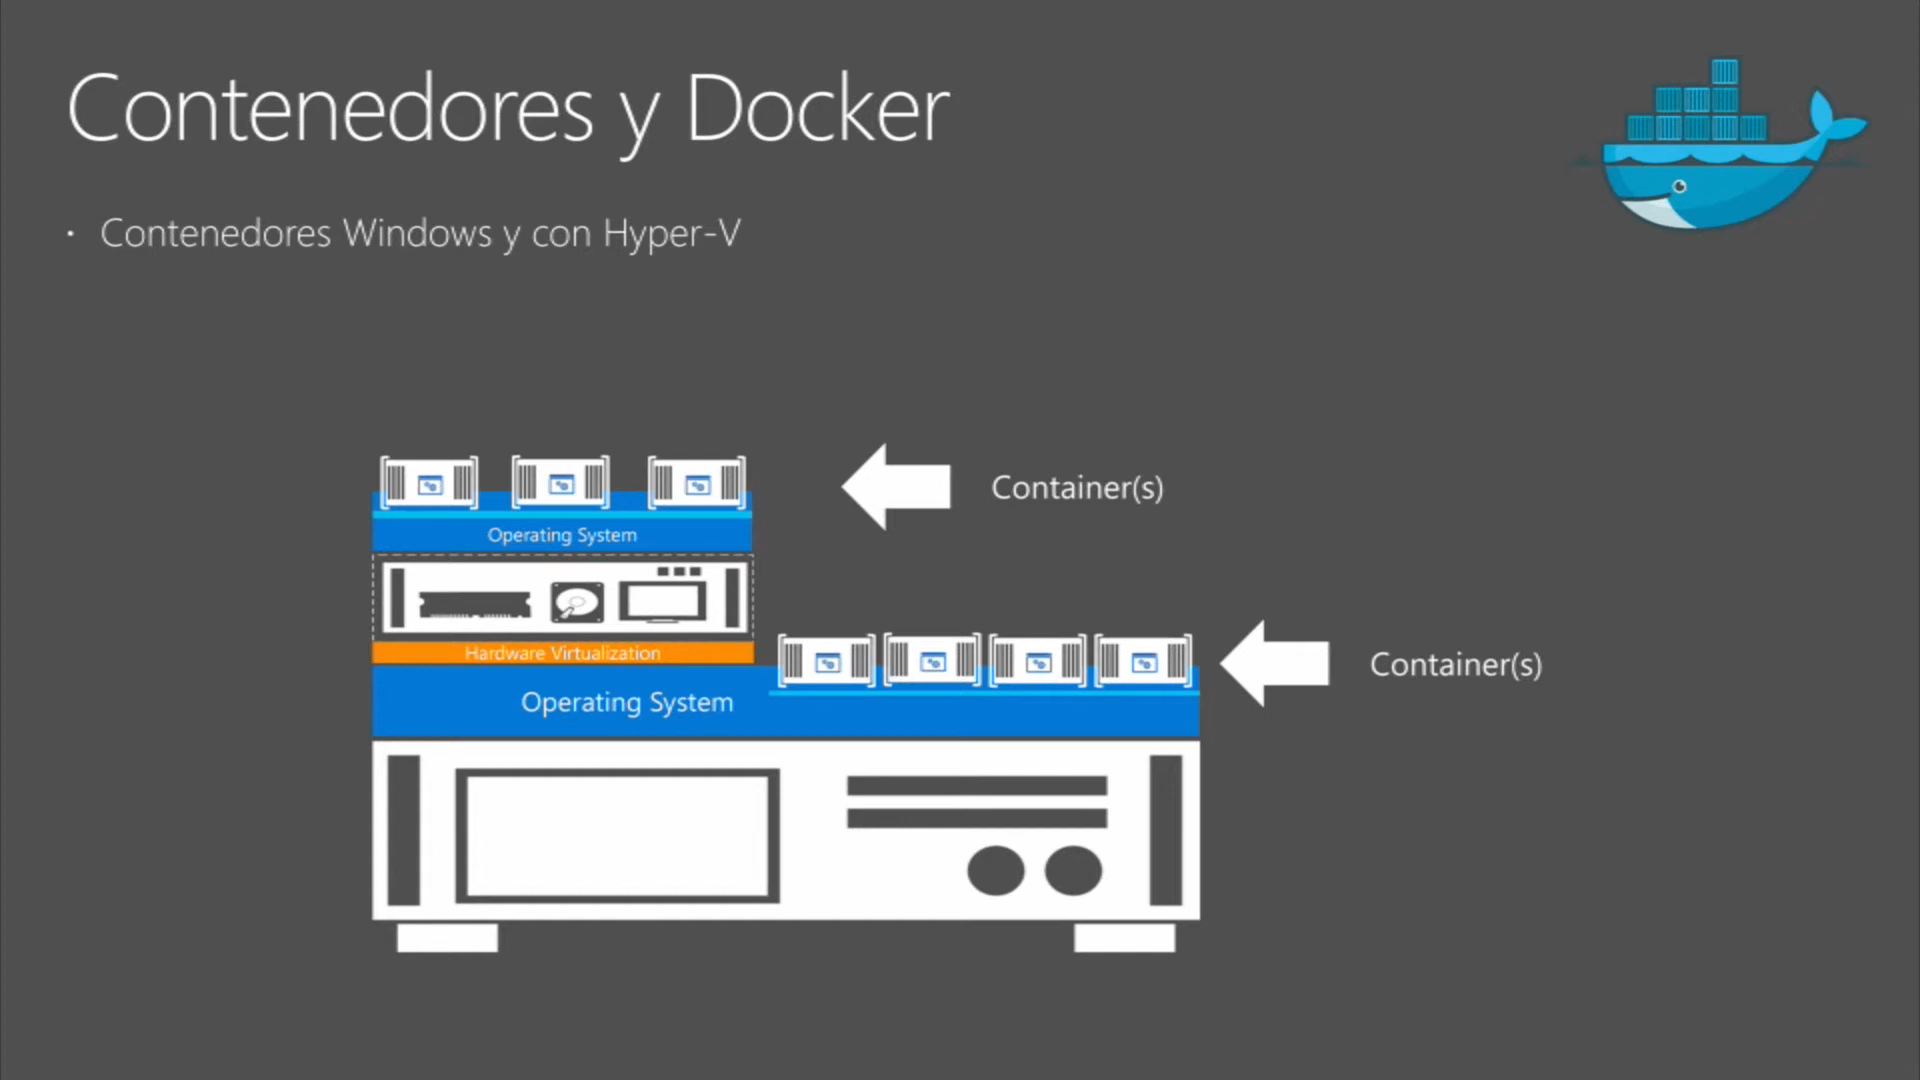 Contenedores y Docker
· Contenedores Windows y con Hyper-V
Container(s)
Operating System
Hardware Virtualization
Container(s)
Operating System